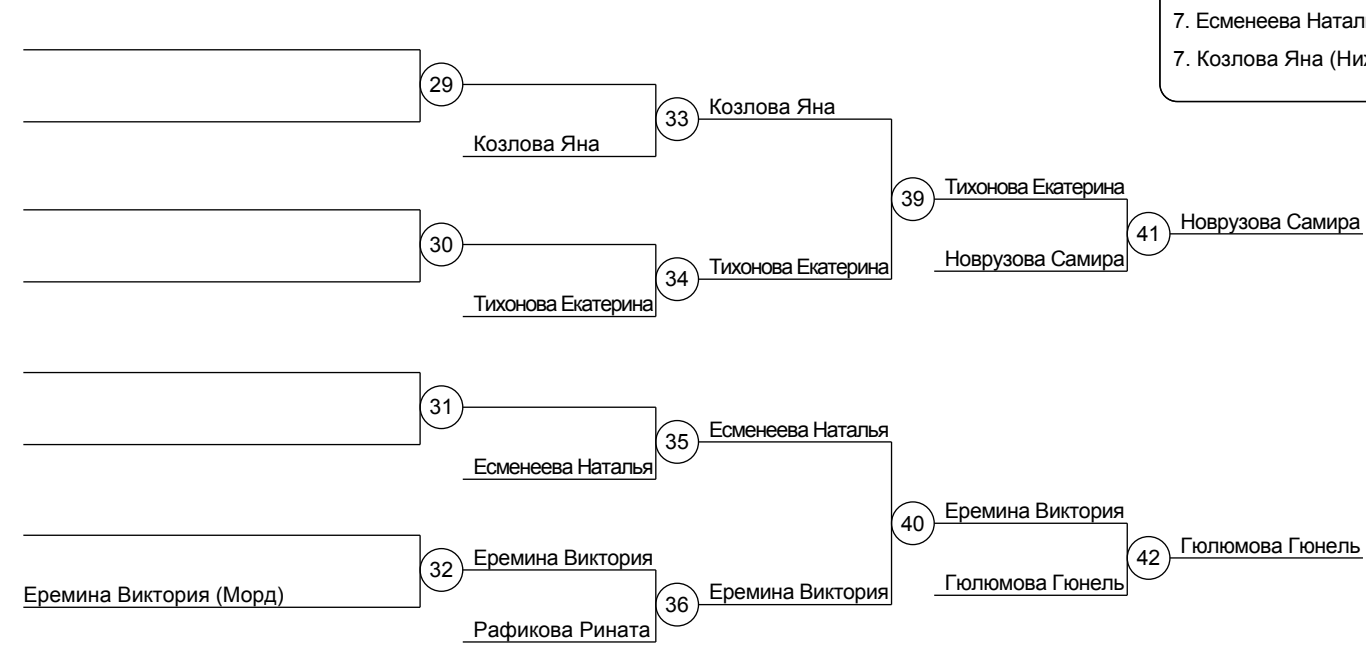 7. Есменеева Наталь
7. Козлова Яна (Ни
29
Козлова Яна
33
Козлова Яна
39
Тихонова Екатерина
41
Новрузова Самира
Новрузова Самира
30
Тихонова Екатерина
34
Тихонова Екатерина
31
Есменеева Наталья
35
Есменеева Наталья
40
Еремина Виктория
42
Гюлюмова Гюнель
Гюлюмова Гюнель
Еремина Виктория (Морд)
32
Еремина Виктория
Рафикова Рината
36
Еремина Виктория